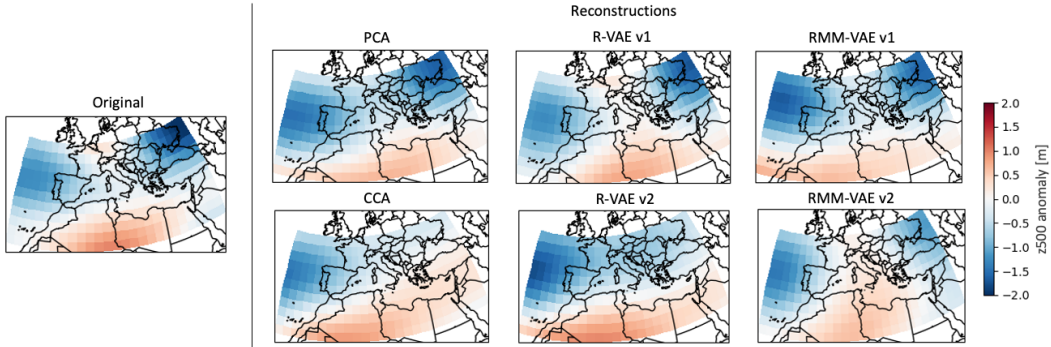 Reconstructions
Original
PCA
R-VAE v1
RMM-VAE v1
CCA
R-VAE v2
RMM-VAE v2
2.0
1.5
1.0
0.5
0.0
−0.5
−1.0
−1.5
−2.0
z500 anomaly [m]